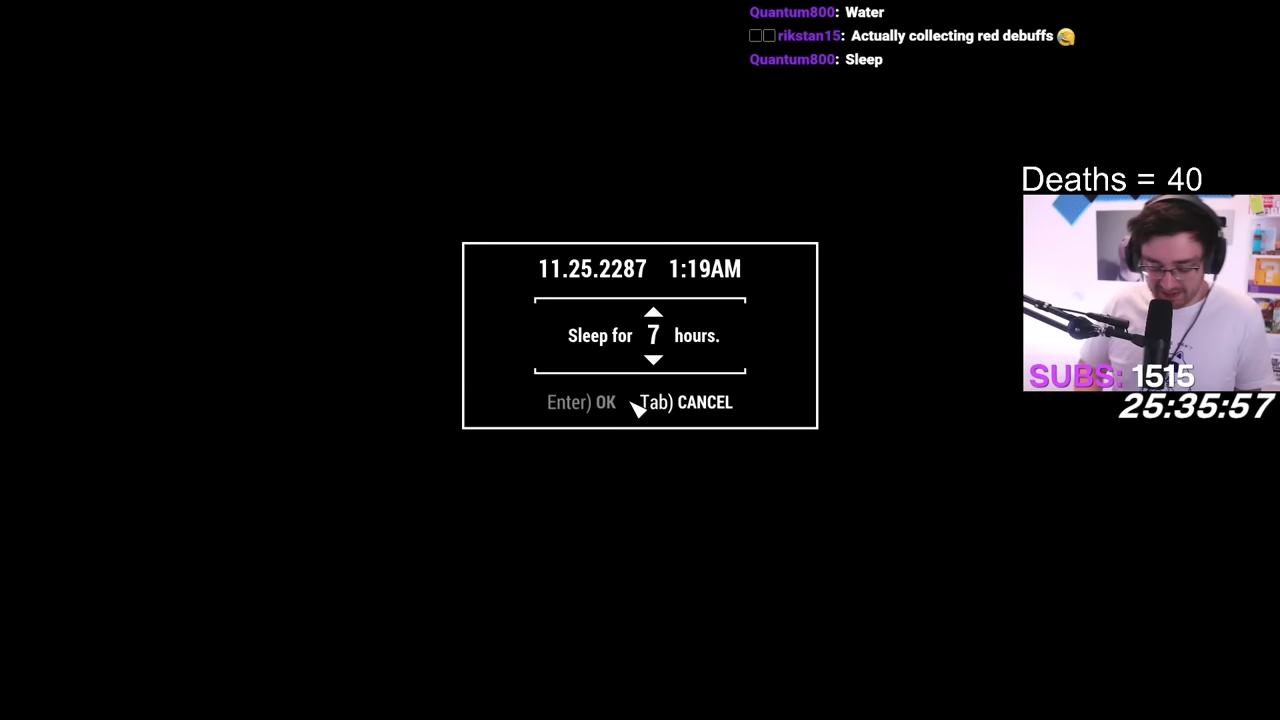 Quantum800: Water
rikstan15: Actually collecting red debuffs
Quantum800: Sleep
Deaths = 40
11.25.2287 1:19AM
Sleep for 7 hours.
Enter) OK Tab) CANCEL
SUBS: 1515
25:35:57